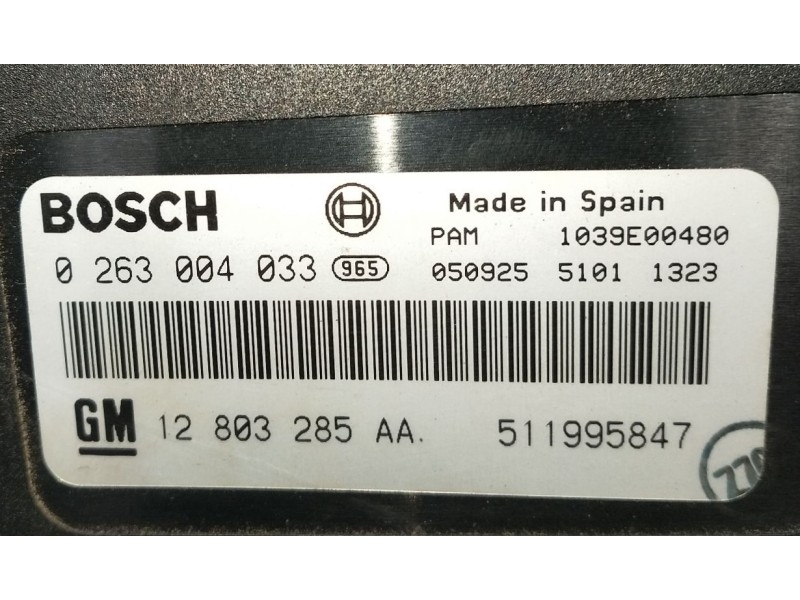 BOSCH
Made in Spain
PAM 1039E00480
0 263 004 033 965 050925 5101 1323
GM 12 803 285 AA. 511995847